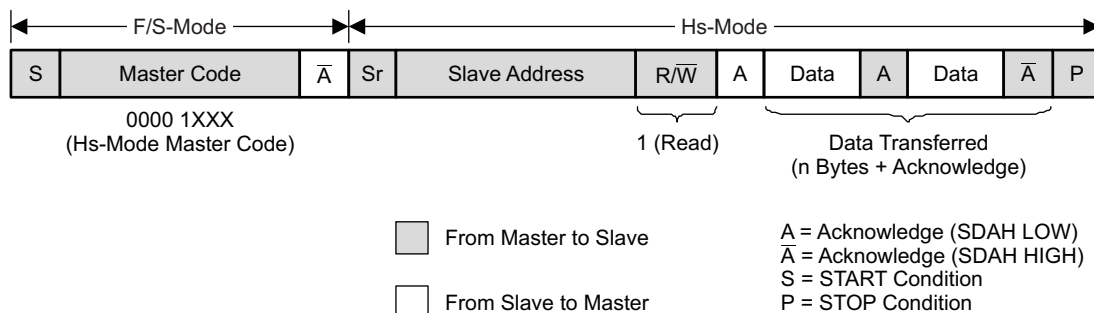 F/S-Mode Hs-Mode
S Master Code A̅ Sr Slave Address R/W̅ A Data A Data A̅ P
0000 1XXX
(Hs-Mode Master Code)
1 (Read)
Data Transferred
(n Bytes + Acknowledge)
From Master to Slave
From Slave to Master
A = Acknowledge (SDAH LOW)
A̅ = Acknowledge (SDAH HIGH)
S = START Condition
P = STOP Condition